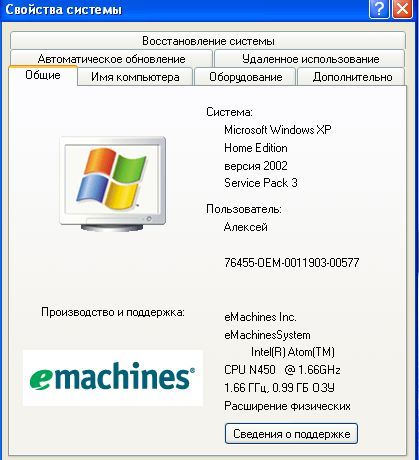 Свойства системы
Восстановление системы
Автоматическое обновление Удаленное использование
Общие Имя компьютера Оборудование Дополнительно
Система:
Microsoft Windows XP
Home Edition
версия 2002
Service Pack 3
Пользователь:
Алексей
76455-OEM-0011903-00577
Производство и поддержка:
eMachines Inc.
eMachinesSystem
Intel(R) Atom(TM)
CPU N450 @ 1.66GHz
1.66 ГГц, 0.99 ГБ ОЗУ
Расширение физических
emachines®
Сведения о поддержке